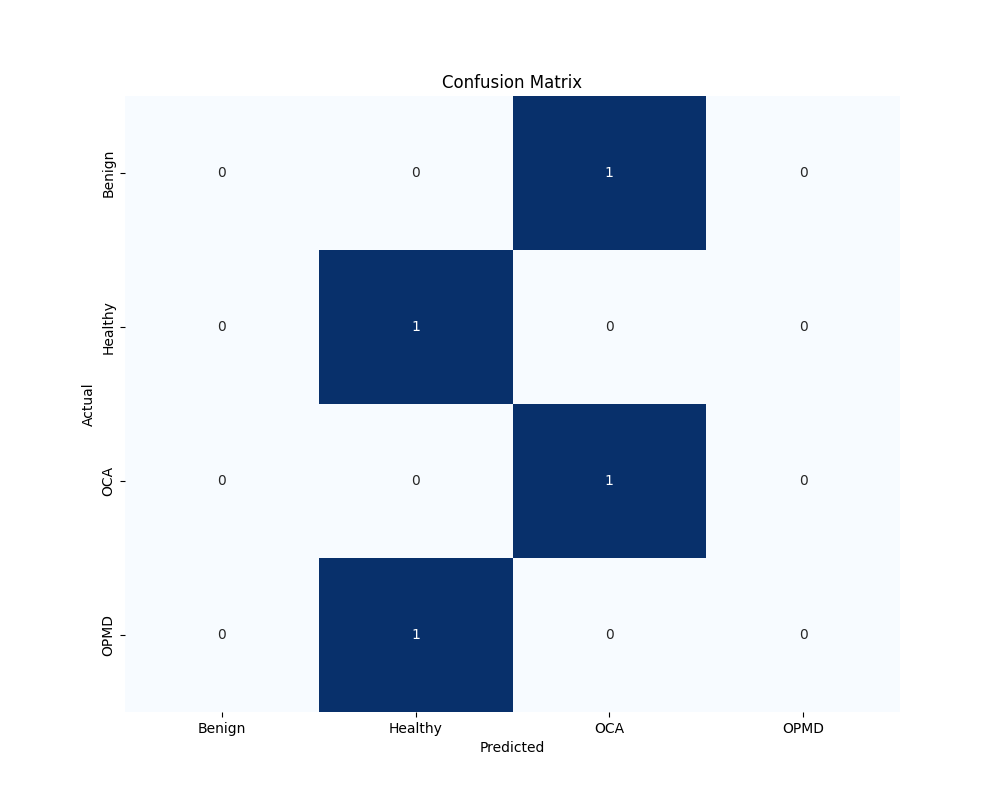 Confusion Matrix
Benign 0 0 1 0
Healthy 0 1 0 0
OCA 0 0 1 0
OPMD 0 1 0 0
Actual
Benign Healthy OCA OPMD
Predicted